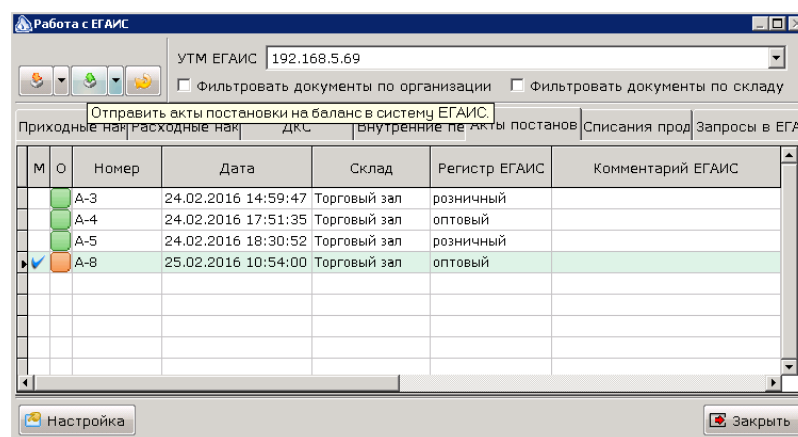 Работа с ЕГАИС
УТМ ЕГАИС 192.168.5.69
Фильтровать документы по организации Фильтровать документы по складу
Отправить акты постановки на баланс в систему ЕГАИС.
Приходные нак Расходные нак ДКС Внутренние пе Акты постанов Списания прод Запросы в ЕГА
М О Номер Дата Склад Регистр ЕГАИС Комментарий ЕГАИС
А-3 24.02.2016 14:59:47 Торговый зал розничный
А-4 24.02.2016 17:51:35 Торговый зал оптовый
А-5 24.02.2016 18:30:52 Торговый зал розничный
А-8 25.02.2016 10:54:00 Торговый зал оптовый
Настройка Закрыть